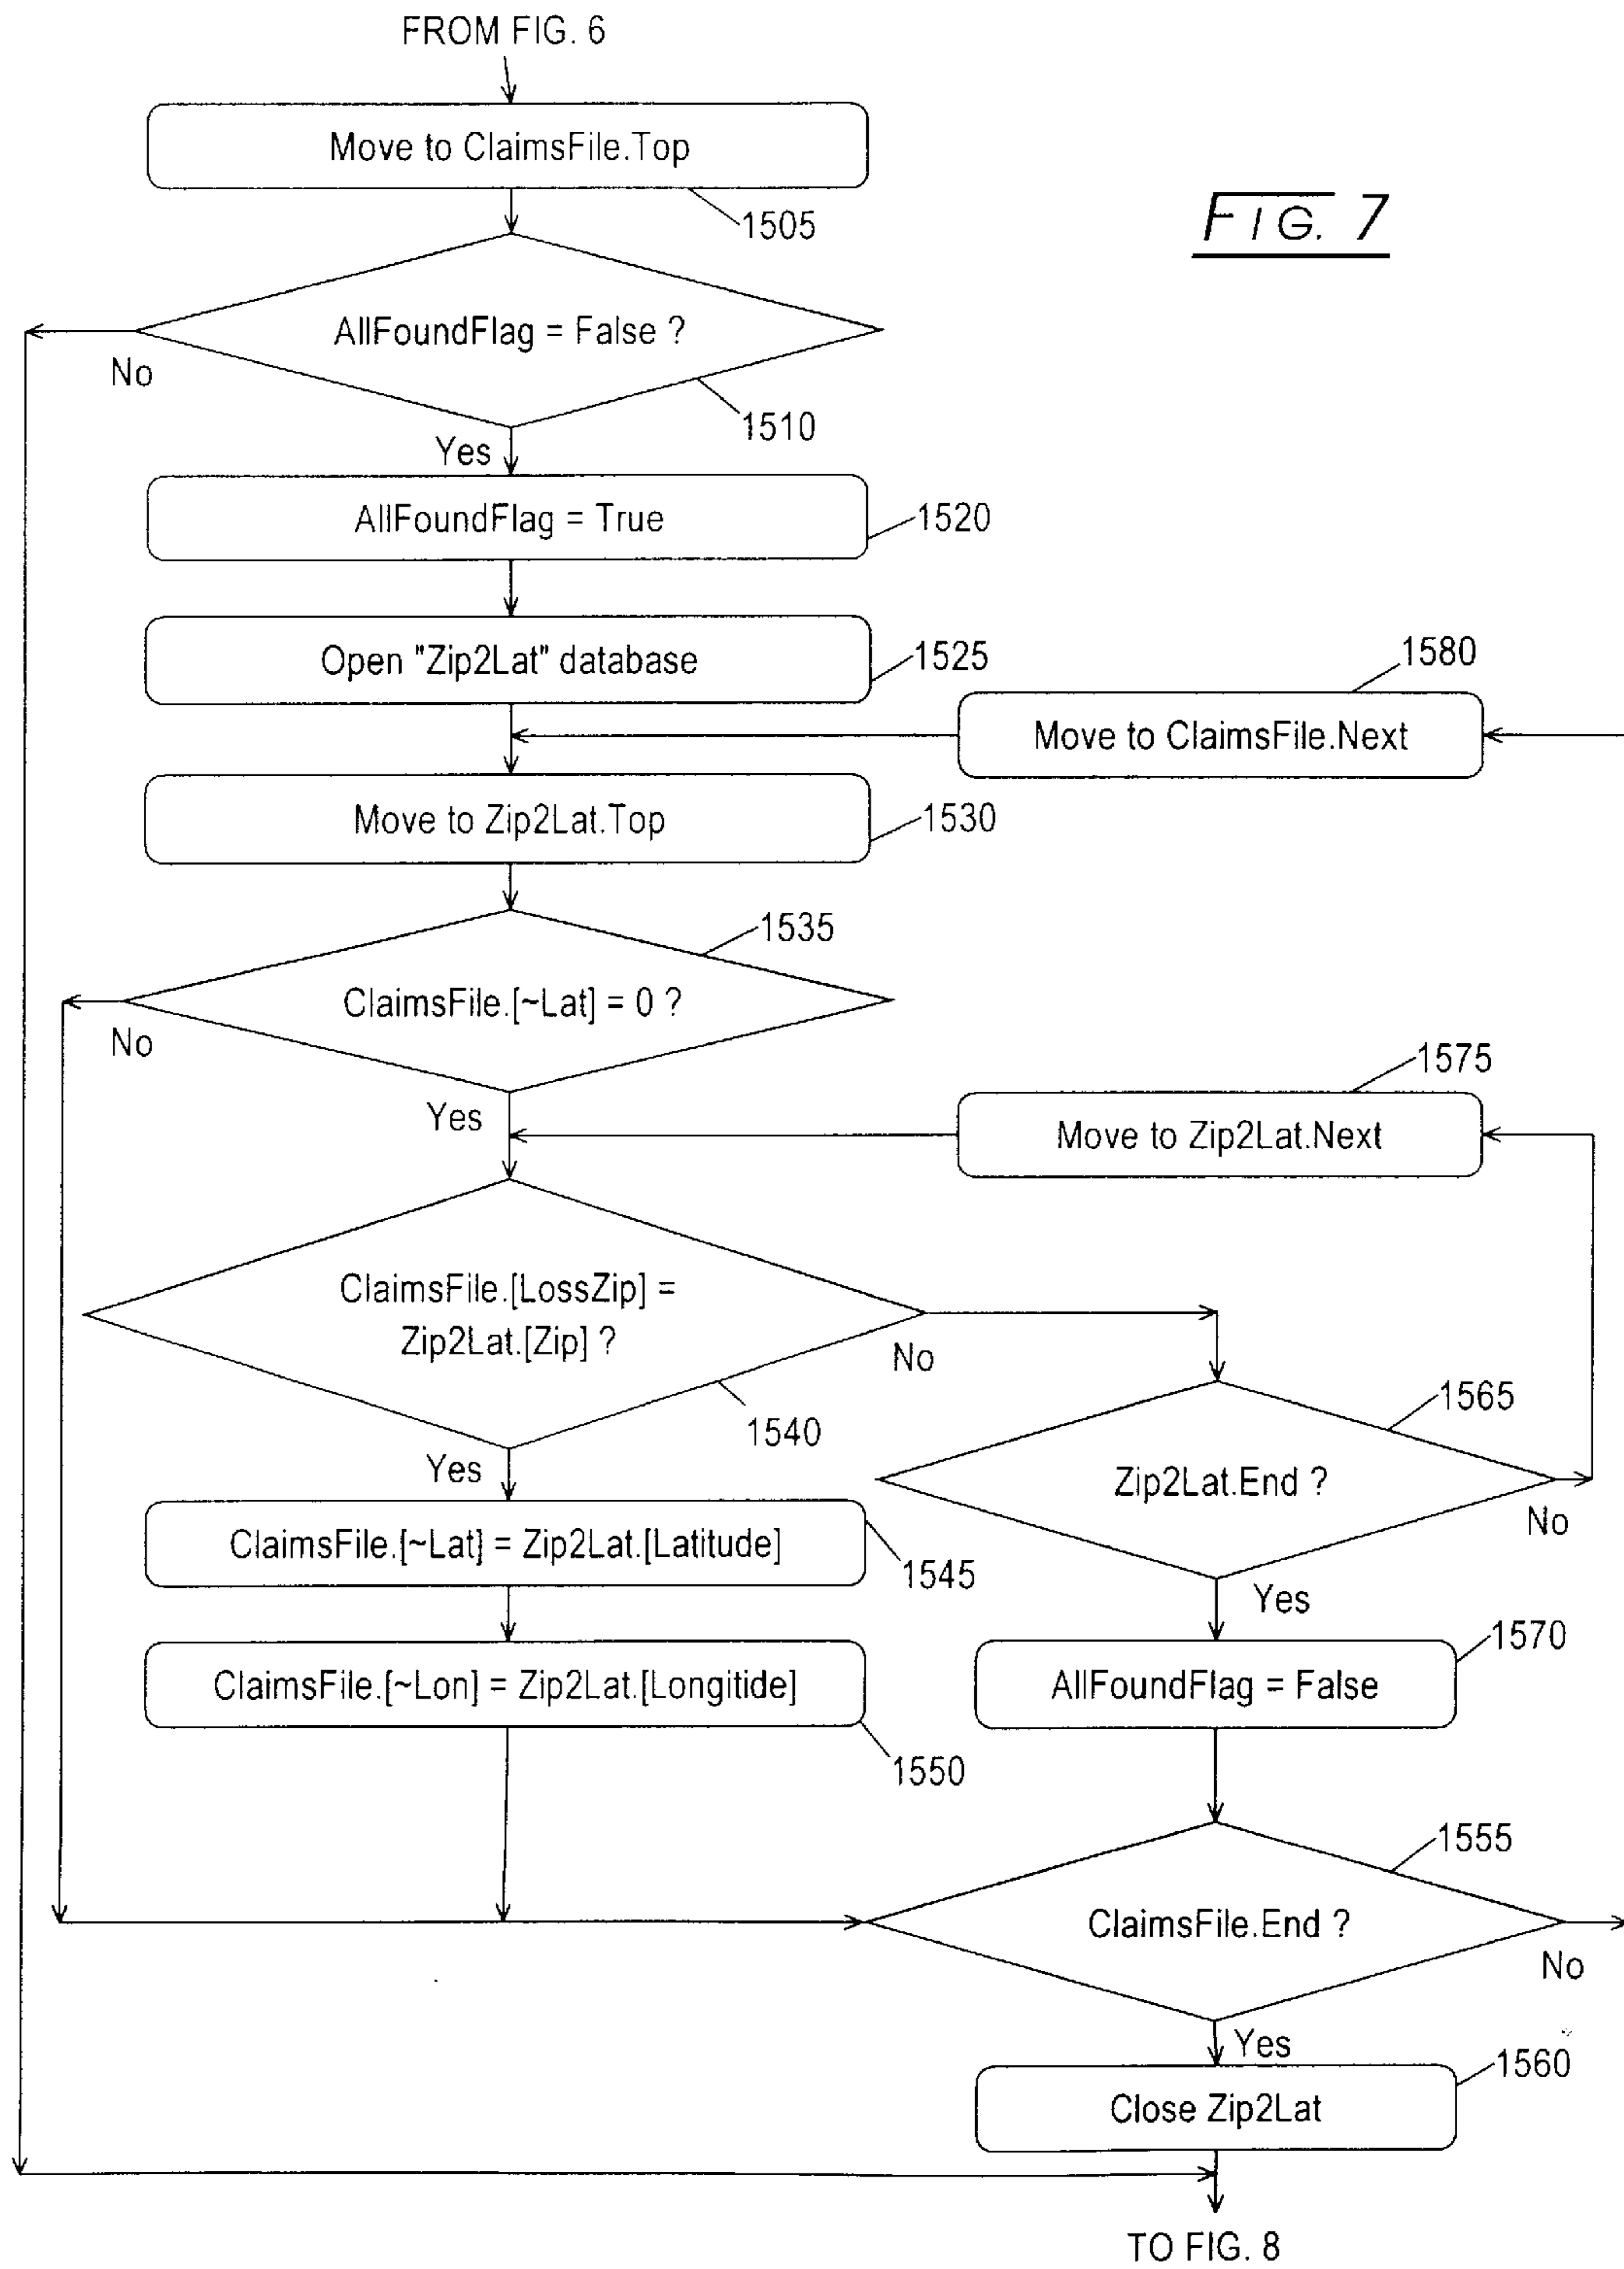 FROM FIG. 6
Move to ClaimsFile.Top
1505
FIG. 7
AllFoundFlag = False ?
No
1510
Yes
AllFoundFlag = True
1520
Open "Zip2Lat" database
1525
1580
Move to ClaimsFile.Next
Move to Zip2Lat.Top
1530
1535
ClaimsFile.[~Lat] = 0 ?
No
Yes
1575
Move to Zip2Lat.Next
ClaimsFile.[LossZip] =
Zip2Lat.[Zip] ?
No
1540
Yes
1565
Zip2Lat.End ?
No
Yes
ClaimsFile.[~Lat] = Zip2Lat.[Latitude]
1545
ClaimsFile.[~Lon] = Zip2Lat.[Longitide]
1550
1570
AllFoundFlag = False
1555
ClaimsFile.End ?
No
Yes
1560
Close Zip2Lat
TO FIG. 8